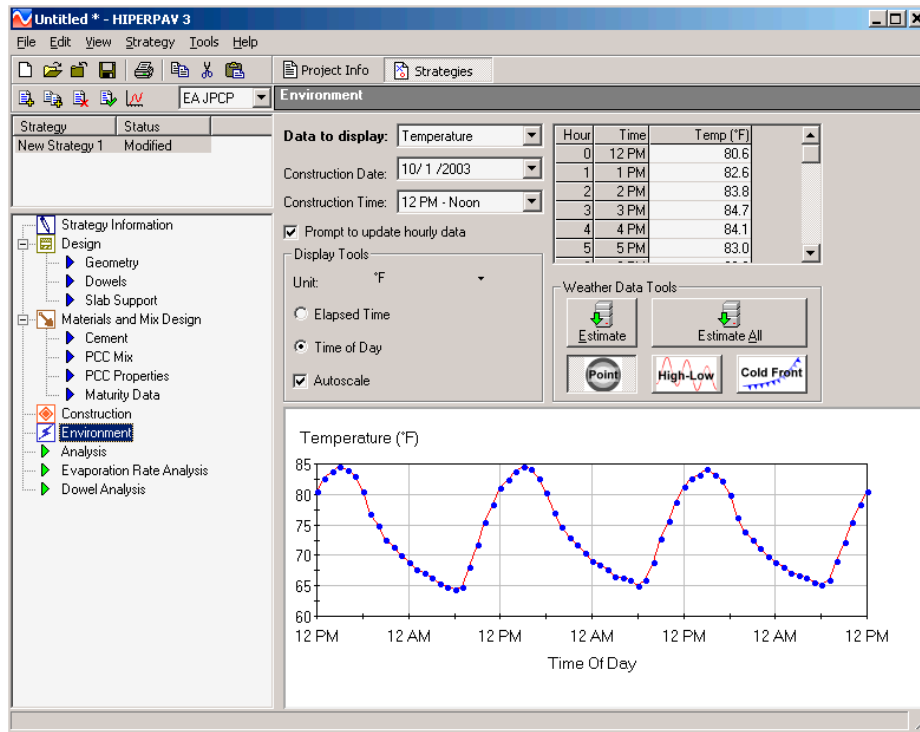 Untitled * - HIPERPAV 3
File Edit View Strategy Tools Help
Project Info Strategies
EA JPCP
Environment
Strategy Status
New Strategy 1 Modified
Strategy Information
Design
Geometry
Dowels
Slab Support
Materials and Mix Design
Cement
PCC Mix
PCC Properties
Maturity Data
Construction
Environment
Analysis
Evaporation Rate Analysis
Dowel Analysis
Data to display: Temperature
Construction Date: 10/ 1 /2003
Construction Time: 12 PM - Noon
Prompt to update hourly data
Display Tools
Unit: °F
Elapsed Time
Time of Day
Autoscale
Hour Time Temp (°F)
0 12 PM 80.6
1 1 PM 82.6
2 2 PM 83.8
3 3 PM 84.7
4 4 PM 84.1
5 5 PM 83.0
Weather Data Tools
Estimate Estimate All
Point High-Low Cold Front
Temperature (°F)
85
80
75
70
65
60
12 PM 12 AM 12 PM 12 AM 12 PM 12 AM 12 PM
Time Of Day